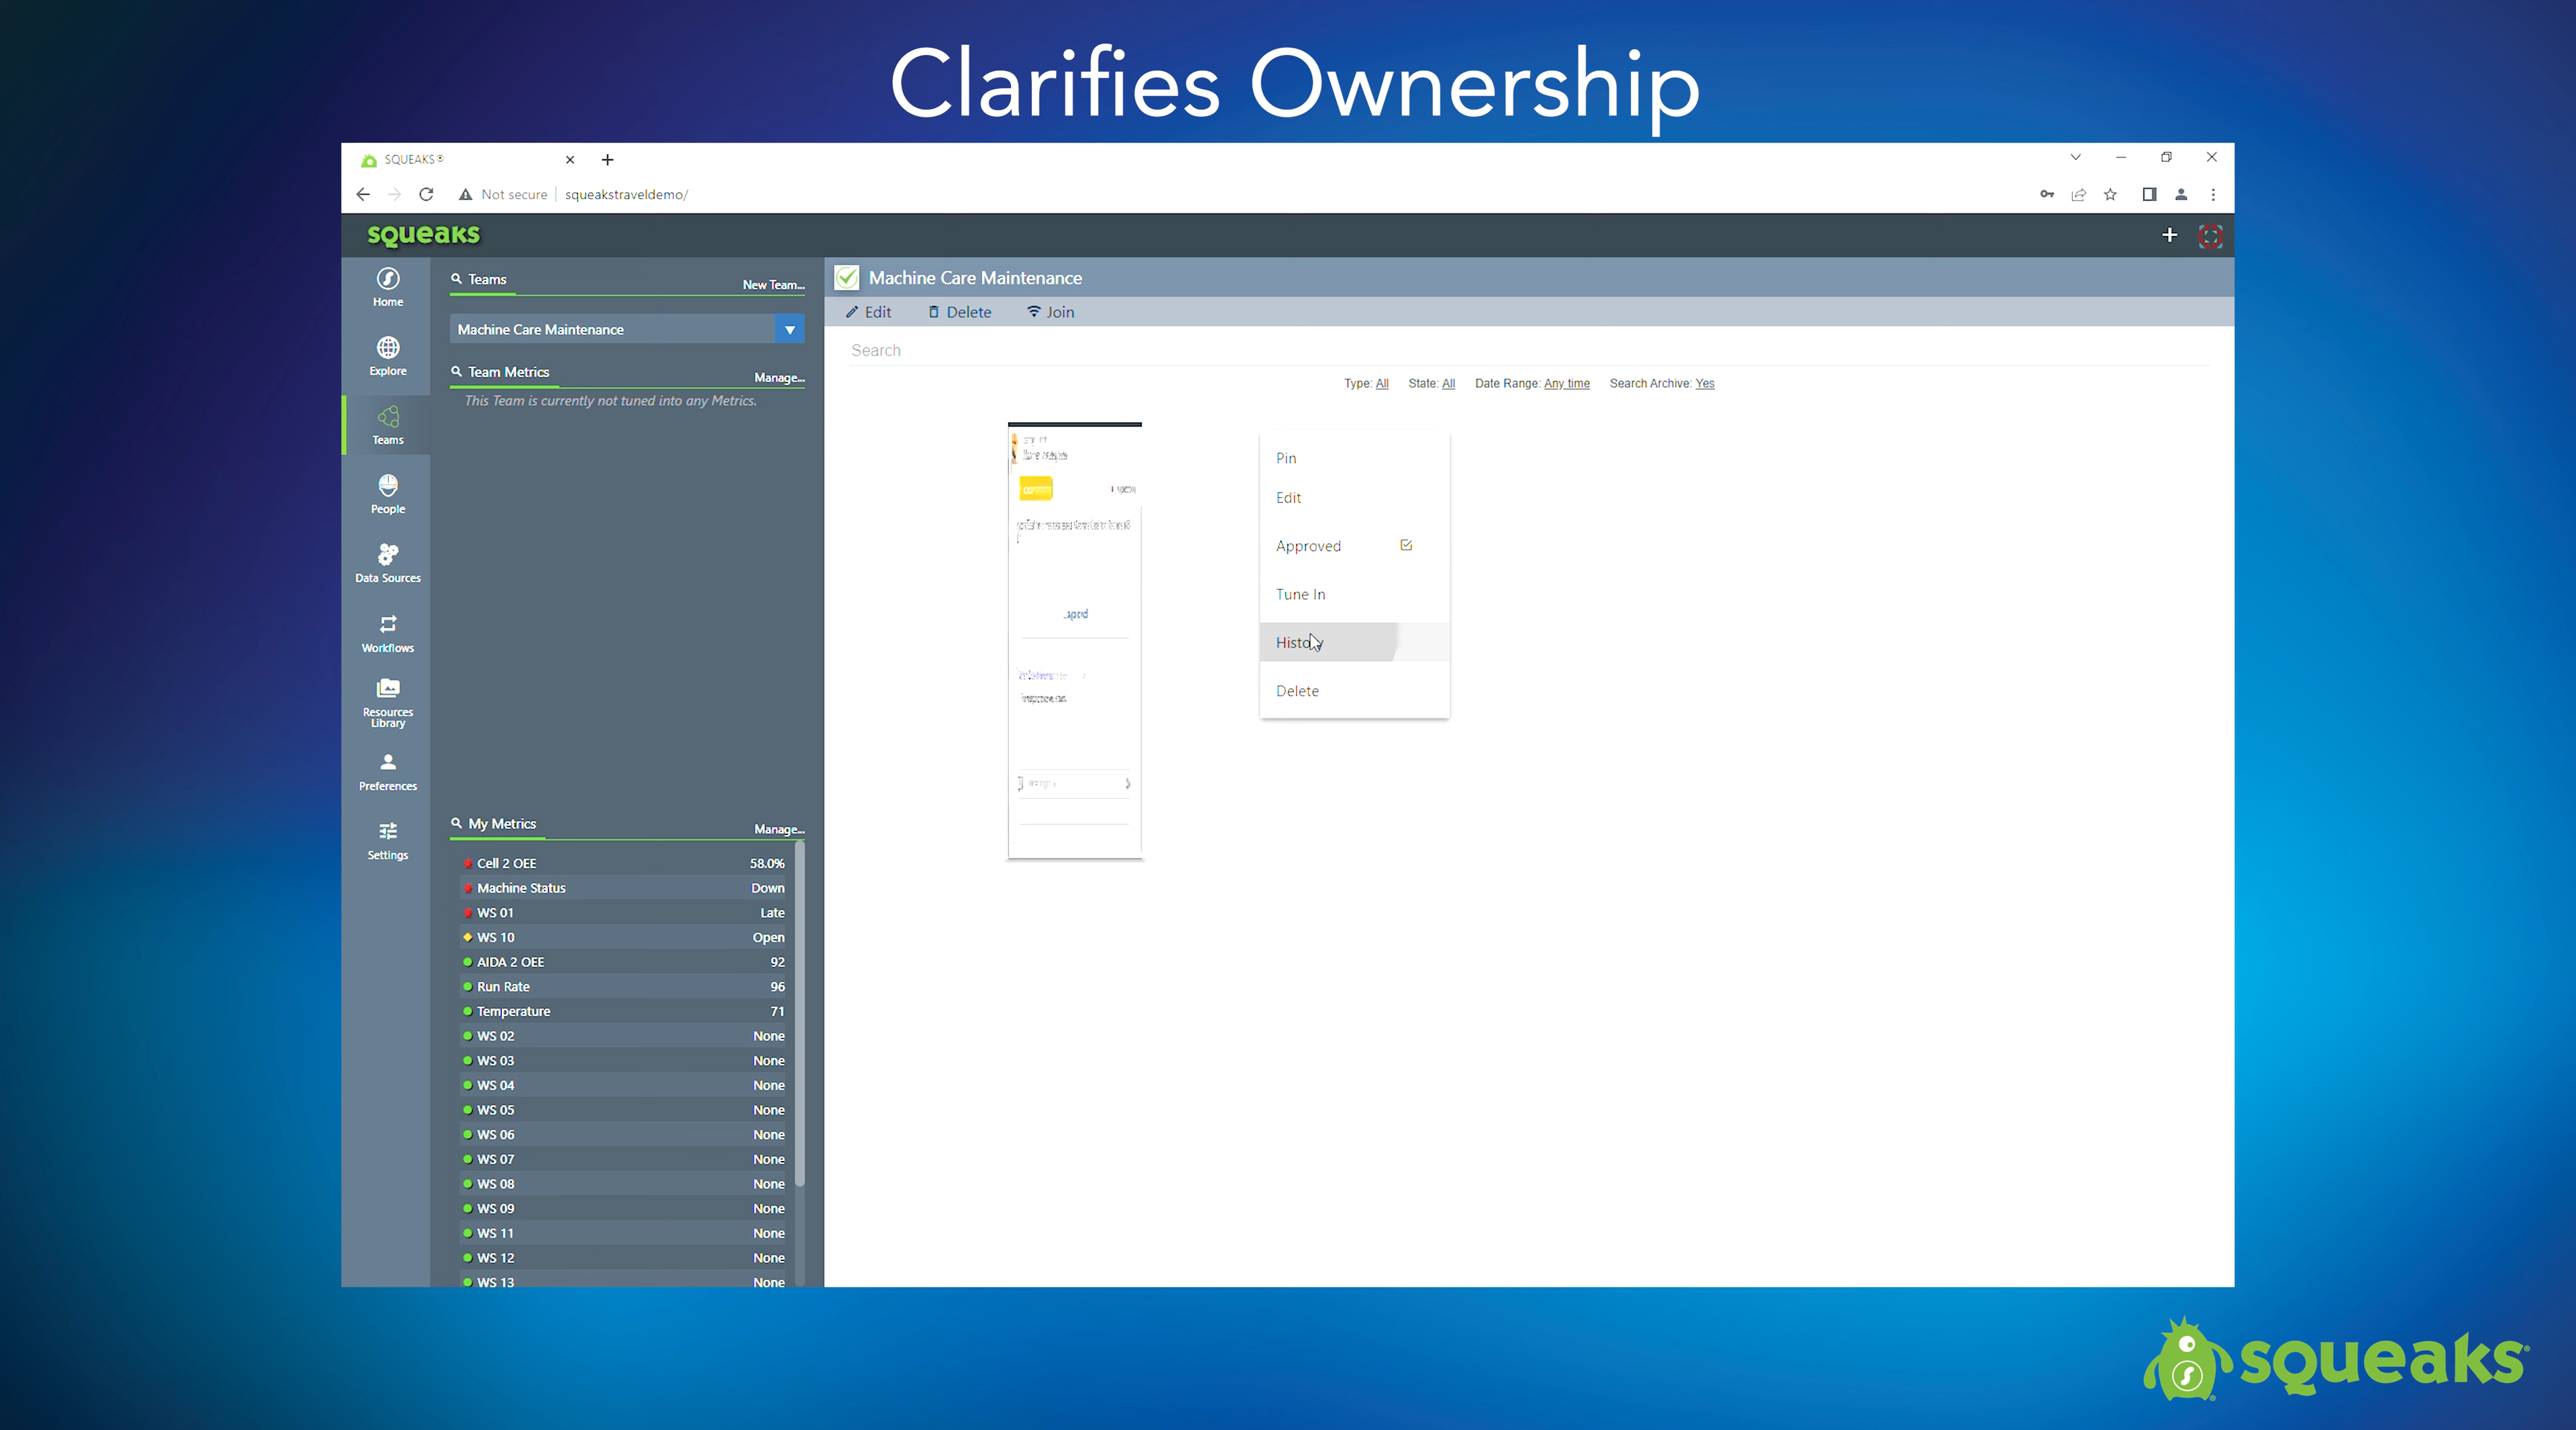 Clarifies Ownership
SQUEAKS®
Not secure
squeakstraveldemo/
squeaks
Home
Explore
Teams
People
Data Sources
Workflows
Resources
Library
Preferences
Settings
Teams
New Team...
Machine Care Maintenance
Team Metrics
Manage...
This Team is currently not tuned into any Metrics.
My Metrics
Manage...
Cell 2 OEE 58.0%
Machine Status Down
WS 01 Late
WS 10 Open
AIDA 2 OEE 92
Run Rate 96
Temperature 71
WS 02 None
WS 03 None
WS 04 None
WS 05 None
WS 06 None
WS 07 None
WS 08 None
WS 09 None
WS 11 None
WS 12 None
WS 13 None
Machine Care Maintenance
Edit Delete Join
Search
Type: All State: All Date Range: Any time Search Archive: Yes
Pin
Edit
Approved
Tune In
History
Delete
squeaks®